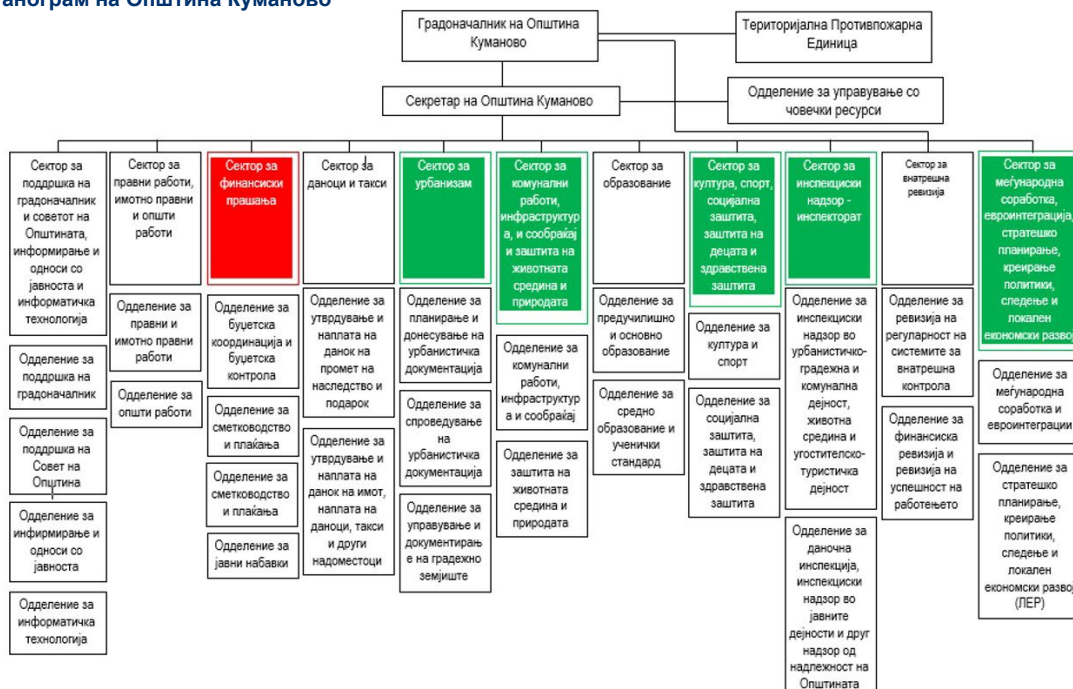 анограм на Општина Куманово
Градоначалник на Општина
Куманово
Територијална Противпожарна
Единица
Секретар на Општина Куманово
Одделение за управување со
човечки ресурси
Сектор за
поддршка на
градоначалник
и советот на
Општината,
информирање и
односи со
јавноста и
информатичка
технологија
Одделение за
поддршка на
градоначалник
Одделение за
поддршка на
Совет на
Општина
Одделение за
инфирмирање и
односи со
јавноста
Одделение за
информатичка
технологија
Сектор за
правни работи,
имотно правни
и општи
работи
Одделение за
правни и
имотно правни
работи
Одделение за
општи работи
Сектор за
финансиски
прашања
Одделение за
буџетска
координација и
буџетска
контрола
Одделение за
сметководство
и плаќања
Одделение за
сметководство
и плаќања
Одделение за
јавни набавки
Сектор за
даноци и такси
Одделение за
утврдување и
наплата на
данок на
промет на
наследство и
подарок
Одделение за
утврдување и
наплата на
данок на имот,
наплата на
даноци, такси
и други
надоместоци
Сектор за
урбанизам
Одделение за
планирање и
донесување на
урбанистичка
документација
Одделение за
спроведување
на
урбанистичка
документација
Одделение за
управување и
документирањ
е на градежно
земјиште
Сектор за
комунални
работи,
инфраструктур
а, и сообраќај
и заштита на
животната
средина и
природата
Одделение за
комунални
работи,
инфраструктур
а и сообраќај
Одделение за
заштита на
животната
средина и
природата
Сектор за
образование
Одделение за
предучилишно
и основно
образование
Одделение за
средно
образование и
ученички
стандард
Сектор за
култура, спорт,
социјална
заштита,
заштита на
децата и
здравствена
заштита
Одделение за
култура и
спорт
Одделение за
социјална
заштита,
заштита на
децата и
здравствена
заштита
Сектор за
инспекциски
надзор -
инспекторат
Одделение за
инспекциски
надзор во
урбанистичко-
градежна и
комунална
дејност,
животна
средина и
угостителско-
туристичка
дејност
Одделение за
даночна
инспекција,
инспекциски
надзор во
јавните
дејности и друг
надзор од
надлежност на
Општината
Сектор за
внатрешна
ревизија
Одделение за
ревизија на
регуларност на
системите за
внатрешна
контрола
Одделение за
финансиска
ревизија и
ревизија на
успешност на
работењето
Сектор за
меѓународна
соработка,
евроинтеграција,
стратешко
планирање,
креирање
политики,
следење и
локален
економски развој
Одделение за
меѓународна
соработка и
евроинтеграции
Одделение за
стратешко
планирање,
креирање
политики,
следење и
локален
економски развој
(ЛЕР)